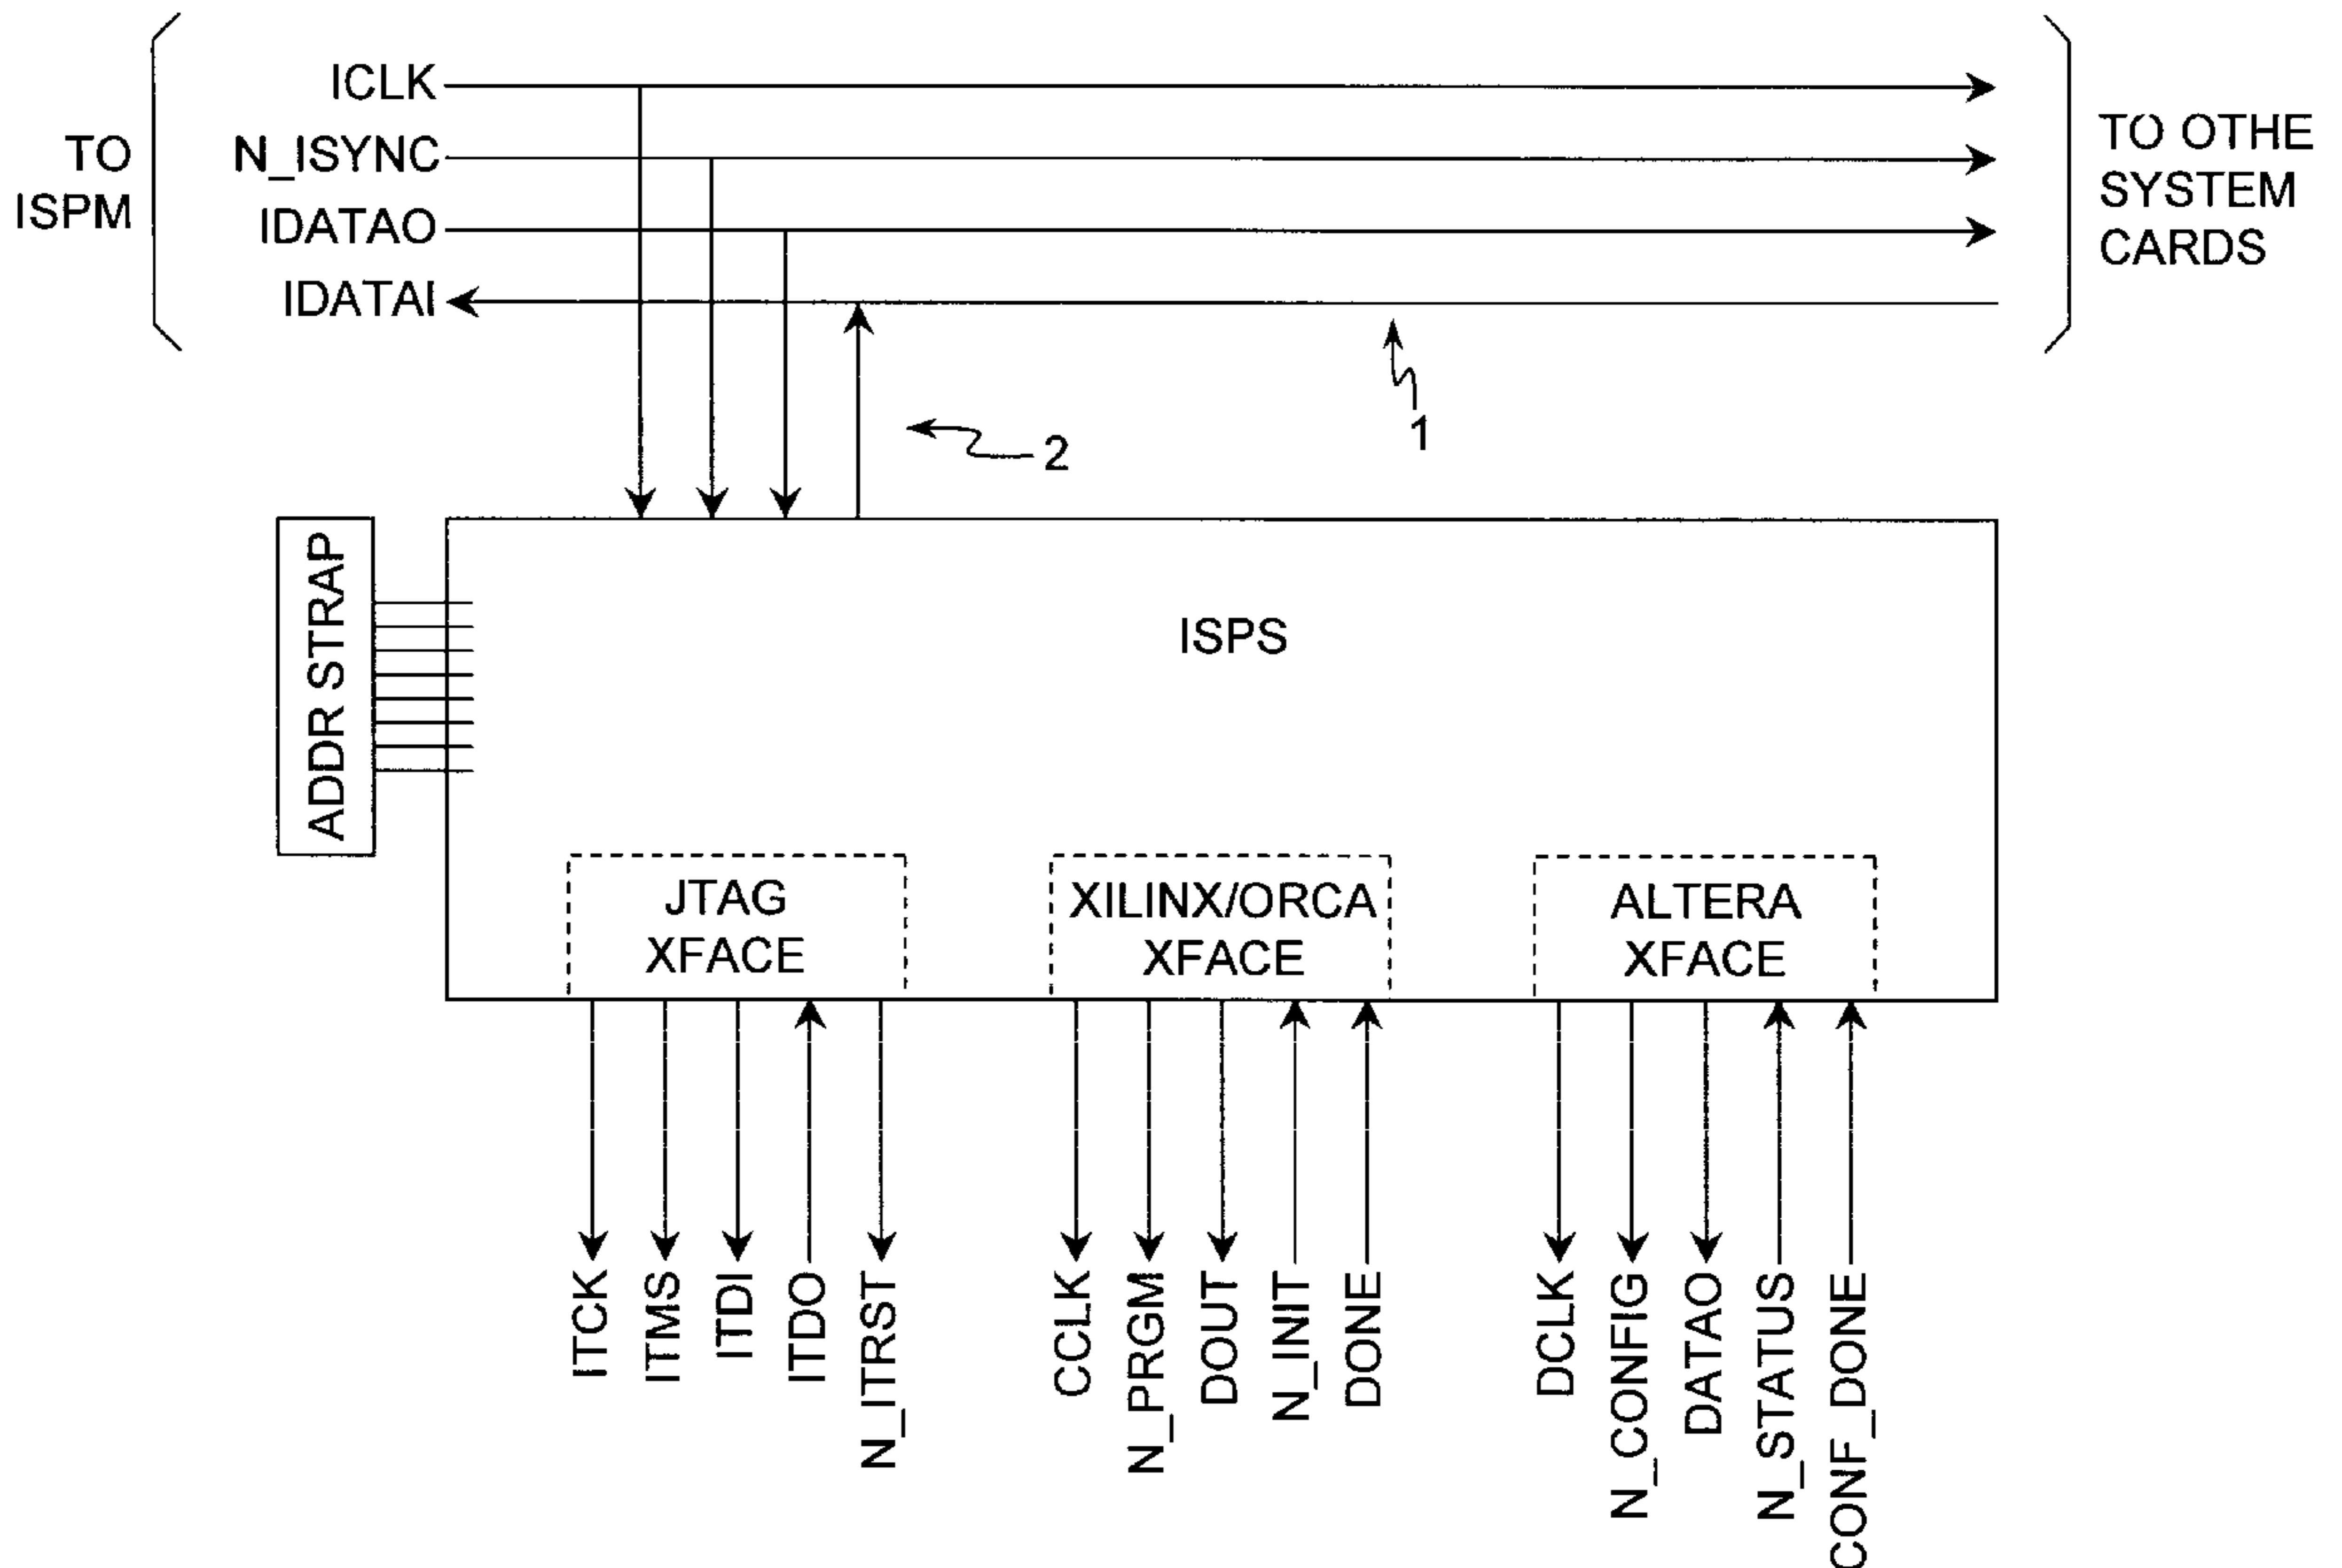 ICLK
N_ISYNC
IDATAO
IDATAI
TO
ISPM
TO OTHE
SYSTEM
CARDS
1
2
ADDR STRAP
ISPS
JTAG
XFACE
XILINX/ORCA
XFACE
ALTERA
XFACE
ITCK
ITMS
ITDI
ITDO
N_ITRST
CCLK
N_PRGM
DOUT
N_INIT
DONE
DCLK
N_CONFIG
DATAO
N_STATUS
CONF_DONE